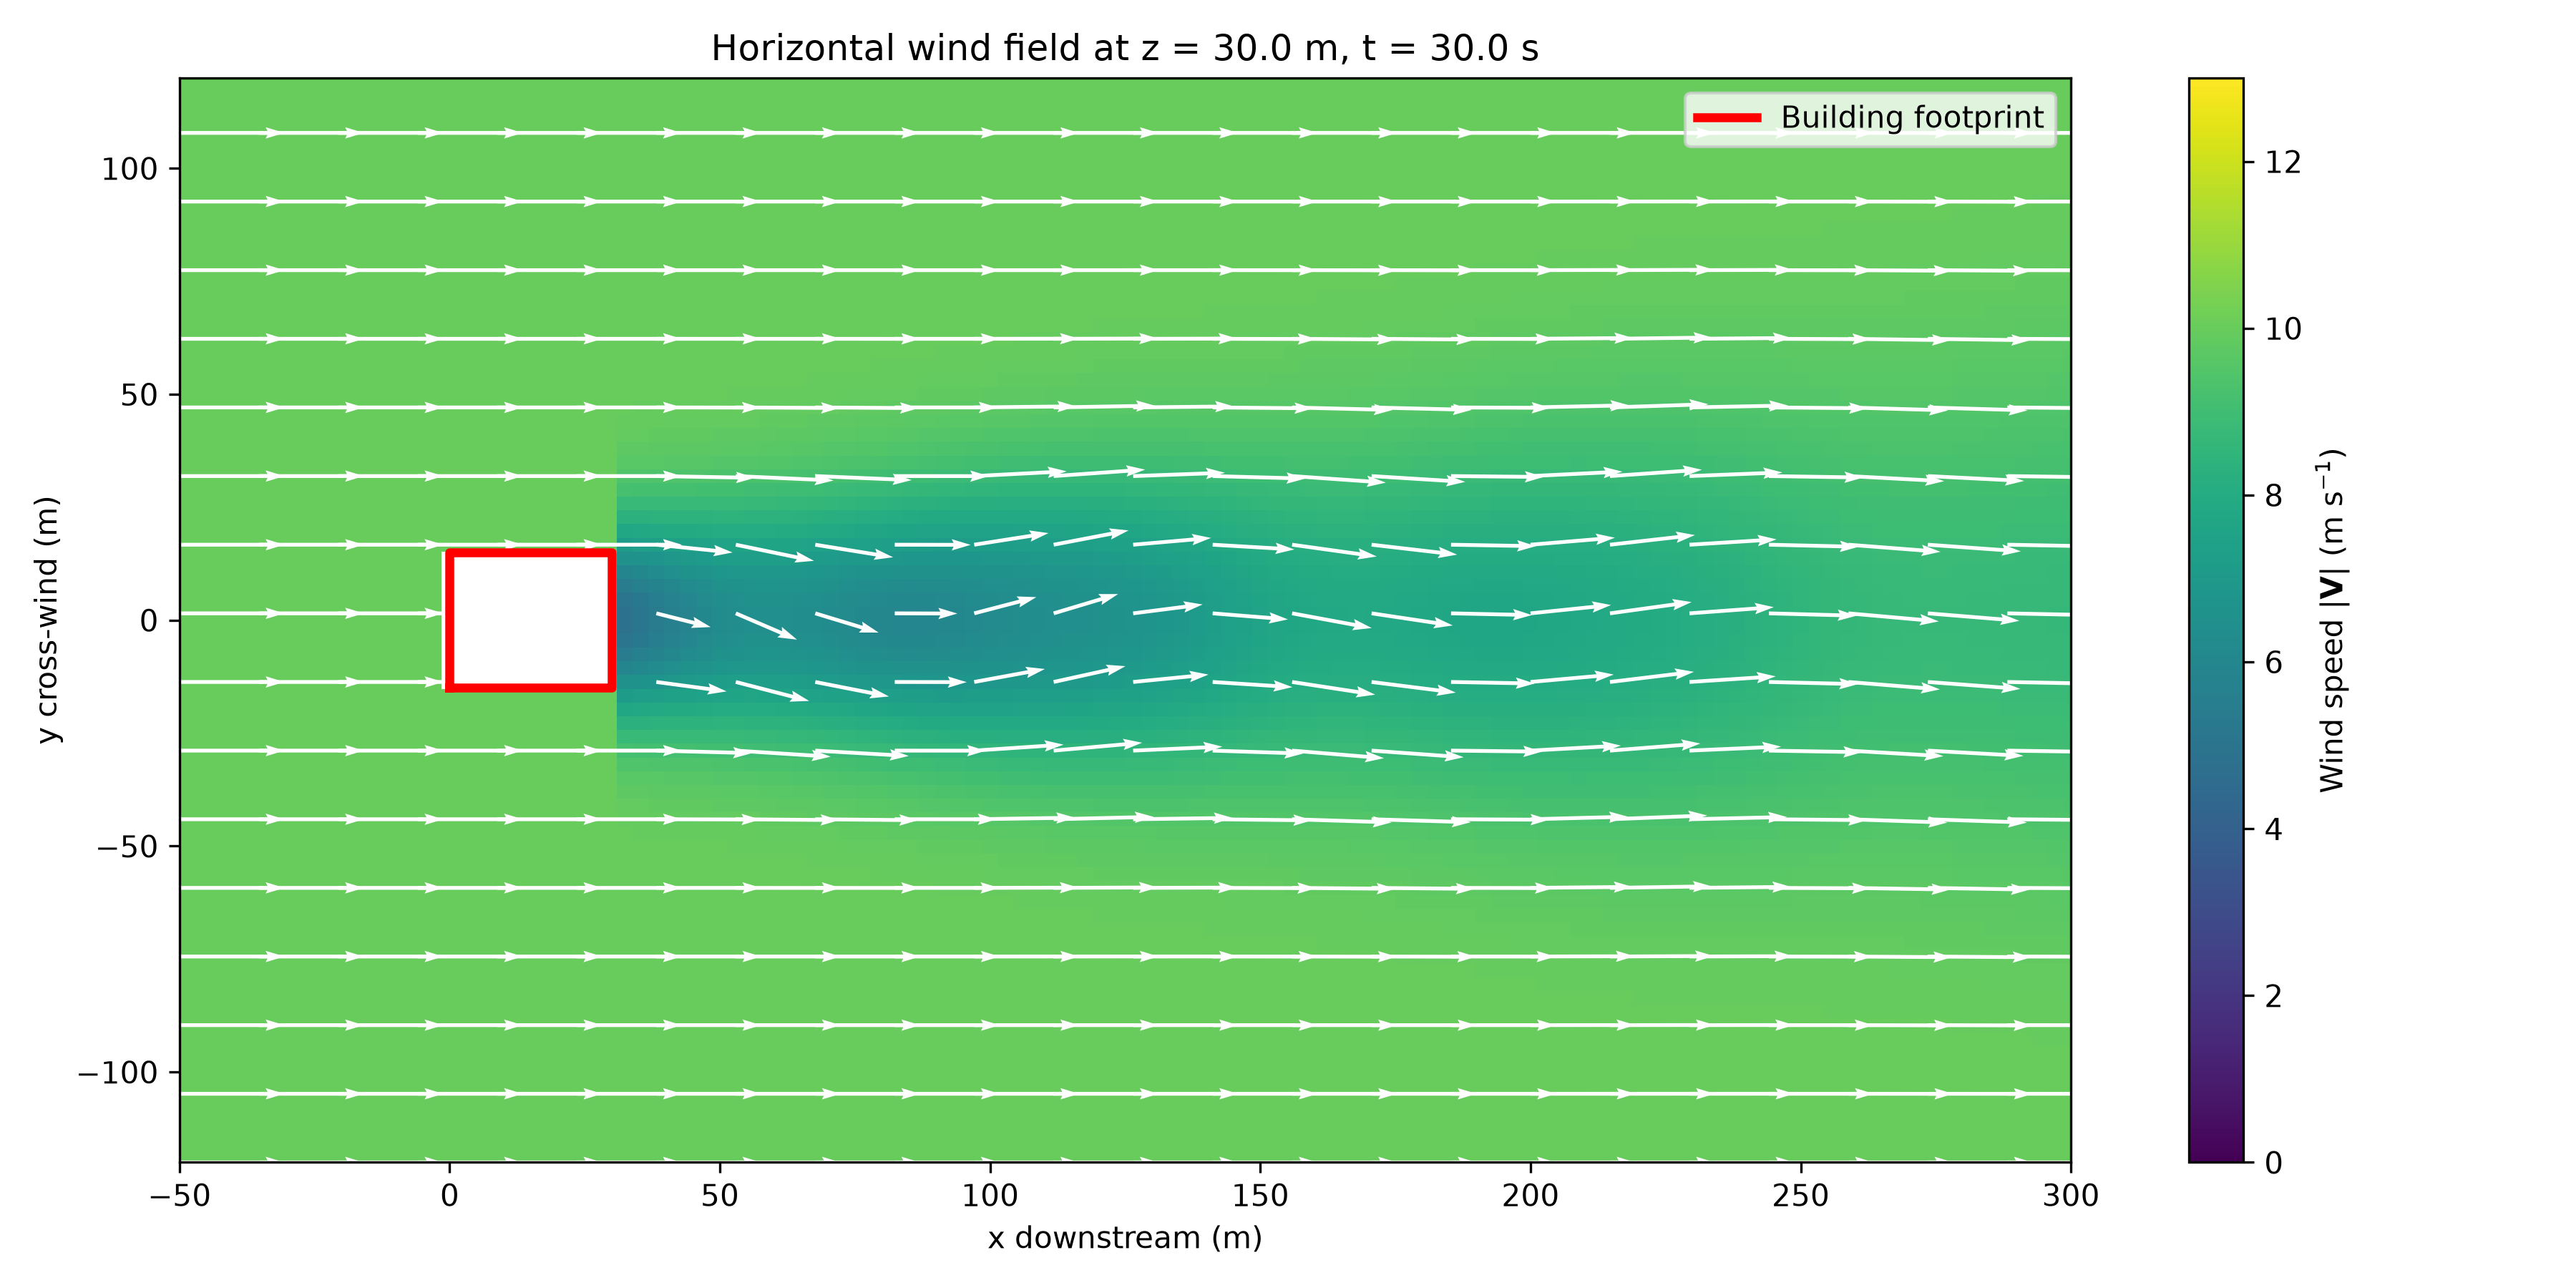 Horizontal wind field at z = 30.0 m, t = 30.0 s
Building footprint
100
50
0
−50
−100
y cross-wind (m)
−50 0 50 100 150 200 250 300
x downstream (m)
12
10
8
6
4
2
0
Wind speed |V| (m s⁻¹)